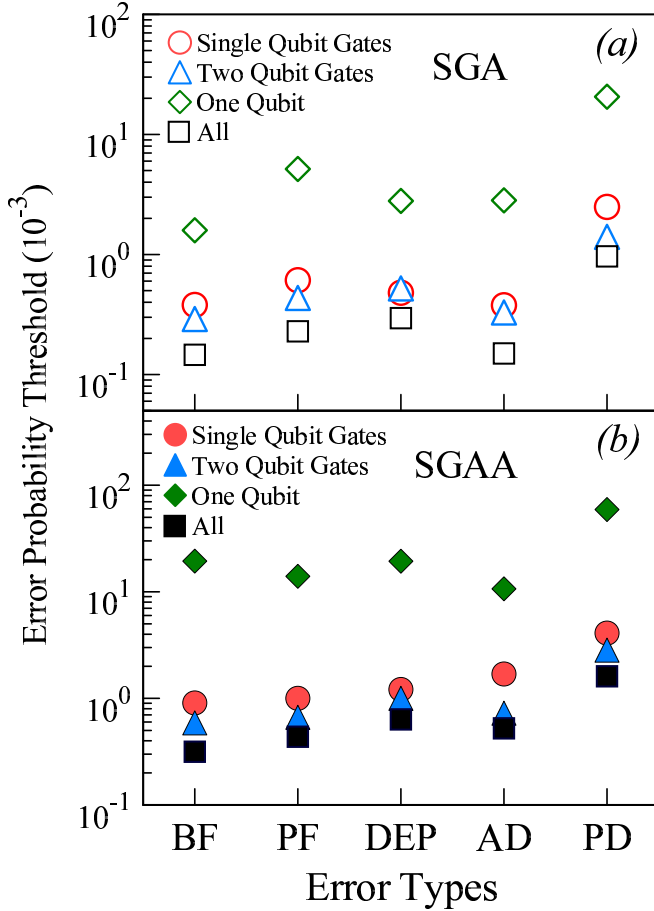 10^2
(a)
Single Qubit Gates
SGA
Two Qubit Gates
One Qubit
All
10^1
10^0
10^-1
Error Probability Threshold (10^-3)
(b)
Single Qubit Gates
SGAA
Two Qubit Gates
One Qubit
All
10^2
10^1
10^0
10^-1
BF PF DEP AD PD
Error Types